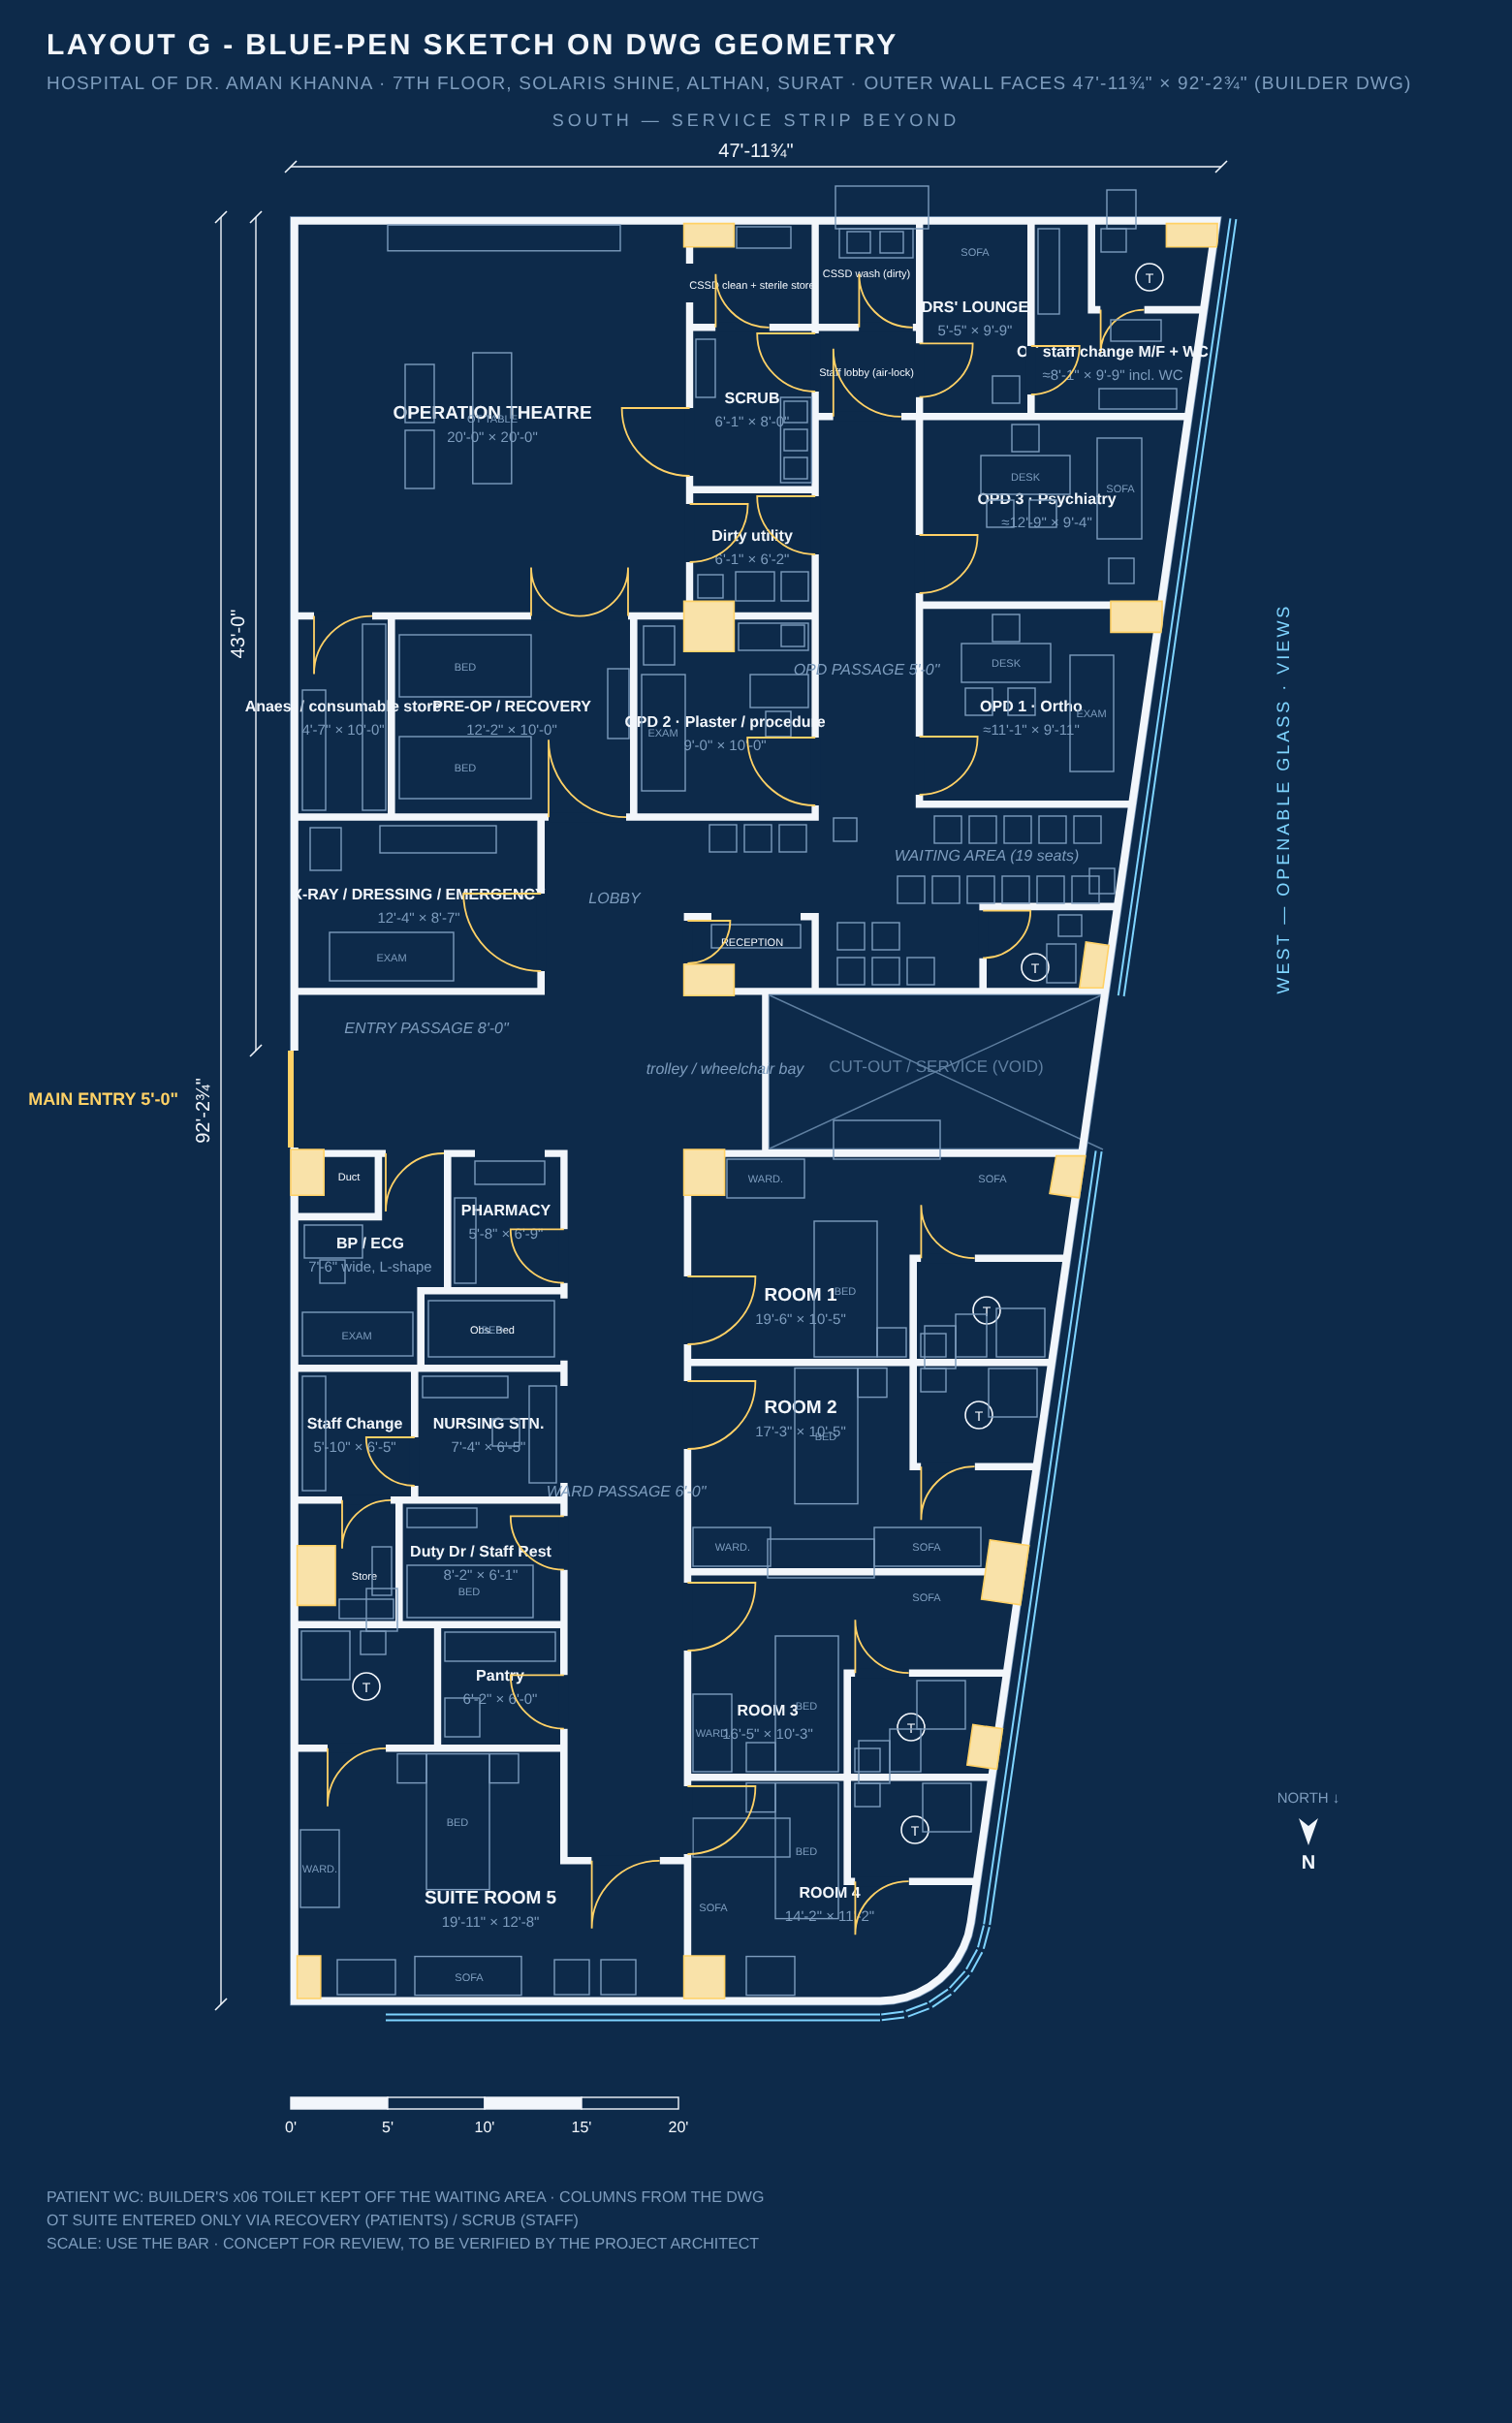 LAYOUT G - BLUE-PEN SKETCH ON DWG GEOMETRY
HOSPITAL OF DR. AMAN KHANNA · 7TH FLOOR, SOLARIS SHINE, ALTHAN, SURAT · OUTER WALL FACES 47'-11¾" × 92'-2¾" (BUILDER DWG)
SOUTH — SERVICE STRIP BEYOND
47'-11¾"
43'-0"
92'-2¾"
CSSD clean + sterile store
CSSD wash (dirty)
SOFA
DRS' LOUNGE
5'-5" × 9'-9"
T
staff change M/F + WC
≈8'-1" × 9'-9" incl. WC
Staff lobby (air-lock)
OPERATION THEATRE
OT TABLE
20'-0" × 20'-0"
SCRUB
6'-1" × 8'-0"
DESK
SOFA
OPD 3 · Psychiatry
≈12'-9" × 9'-4"
Dirty utility
6'-1" × 6'-2"
BED
OPD PASSAGE 5'-0"
DESK
Anaes. / consumable store
4'-7" × 10'-0"
PRE-OP / RECOVERY
12'-2" × 10'-0"
BED
OPD 2 · Plaster / procedure
EXAM
9'-0" × 10'-0"
OPD 1 · Ortho
EXAM
≈11'-1" × 9'-11"
WEST — OPENABLE GLASS · VIEWS
WAITING AREA (19 seats)
X-RAY / DRESSING / EMERGENCY
12'-4" × 8'-7"
EXAM
LOBBY
RECEPTION
T
ENTRY PASSAGE 8'-0"
trolley / wheelchair bay
CUT-OUT / SERVICE (VOID)
MAIN ENTRY 5'-0"
Duct
PHARMACY
5'-8" × 6'-9"
BP / ECG
7'-6" wide, L-shape
EXAM
BED
Obs. Bed
WARD.
SOFA
ROOM 1
BED
19'-6" × 10'-5"
T
ROOM 2
17'-3" × 10'-5"
BED
T
Staff Change
5'-10" × 6'-5"
NURSING STN.
7'-4" × 6'-5"
WARD PASSAGE 6'-0"
WARD.
SOFA
Store
Duty Dr / Staff Rest
8'-2" × 6'-1"
BED
SOFA
T
Pantry
6'-2" × 6'-0"
ROOM 3
BED
WARD.
16'-5" × 10'-3"
T
BED
WARD.
SUITE ROOM 5
19'-11" × 12'-8"
SOFA
BED
T
ROOM 4
14'-2" × 11'-2"
SOFA
NORTH ↓
N
0'
5'
10'
15'
20'
PATIENT WC: BUILDER'S x06 TOILET KEPT OFF THE WAITING AREA · COLUMNS FROM THE DWG
OT SUITE ENTERED ONLY VIA RECOVERY (PATIENTS) / SCRUB (STAFF)
SCALE: USE THE BAR · CONCEPT FOR REVIEW, TO BE VERIFIED BY THE PROJECT ARCHITECT